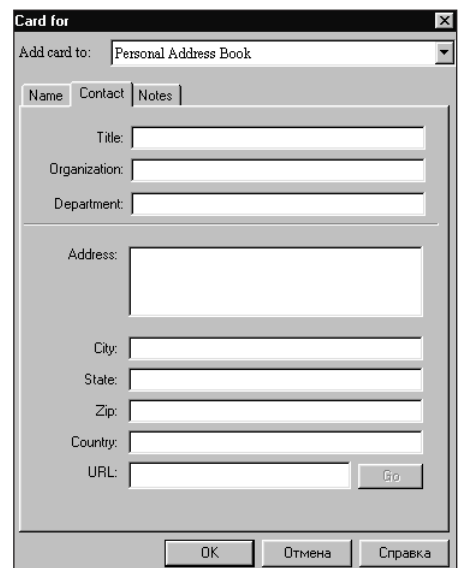 Card for
Add card to: Personal Address Book
Name Contact Notes
Title:
Organization:
Department:
Address:
City:
State:
Zip:
Country:
URL: Go
OK Отмена Справка